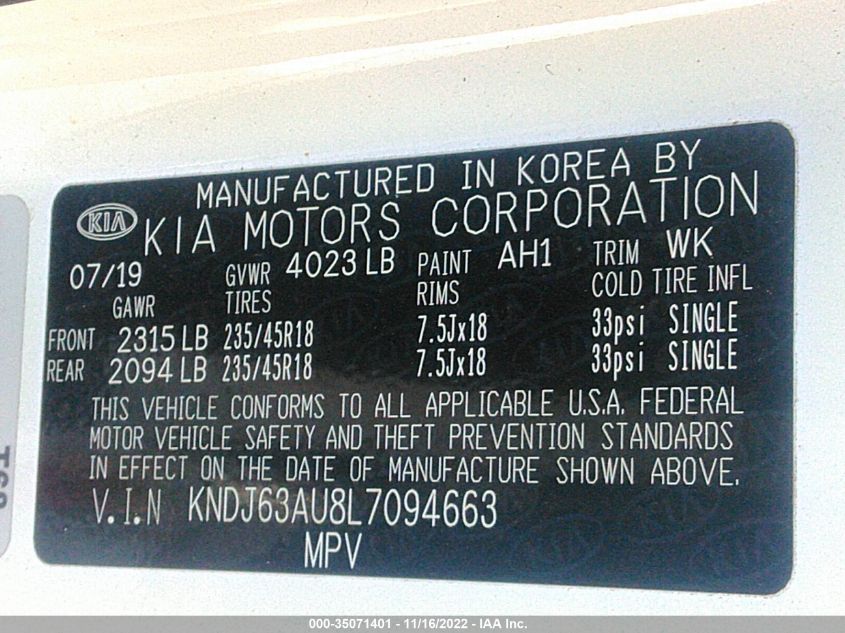 MANUFACTURED IN KOREA BY
KIA KIA MOTORS CORPORATION
07/19 GVWR 4023 LB PAINT AH1 TRIM WK
GAWR TIRES RIMS COLD TIRE INFL
FRONT 2315 LB 235/45R18 7.5Jx18 33psi SINGLE
REAR 2094 LB 235/45R18 7.5Jx18 33psi SINGLE
THIS VEHICLE CONFORMS TO ALL APPLICABLE U.S.A. FEDERAL
MOTOR VEHICLE SAFETY AND THEFT PREVENTION STANDARDS
IN EFFECT ON THE DATE OF MANUFACTURE SHOWN ABOVE.
V.I.N KNDJ63AU8L7094663
MPV
000-35071401 - 11/16/2022 - IAA Inc.